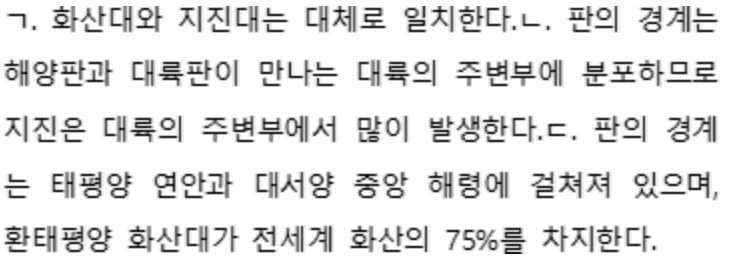 ㄱ. 화산대와 지진대는 대체로 일치한다.ㄴ. 판의 경계는
해양판과 대륙판이 만나는 대륙의 주변부에 분포하므로
지진은 대륙의 주변부에서 많이 발생한다.ㄷ. 판의 경계
는 태평양 연안과 대서양 중앙 해령에 걸쳐져 있으며,
환태평양 화산대가 전세계 화산의 75%를 차지한다.